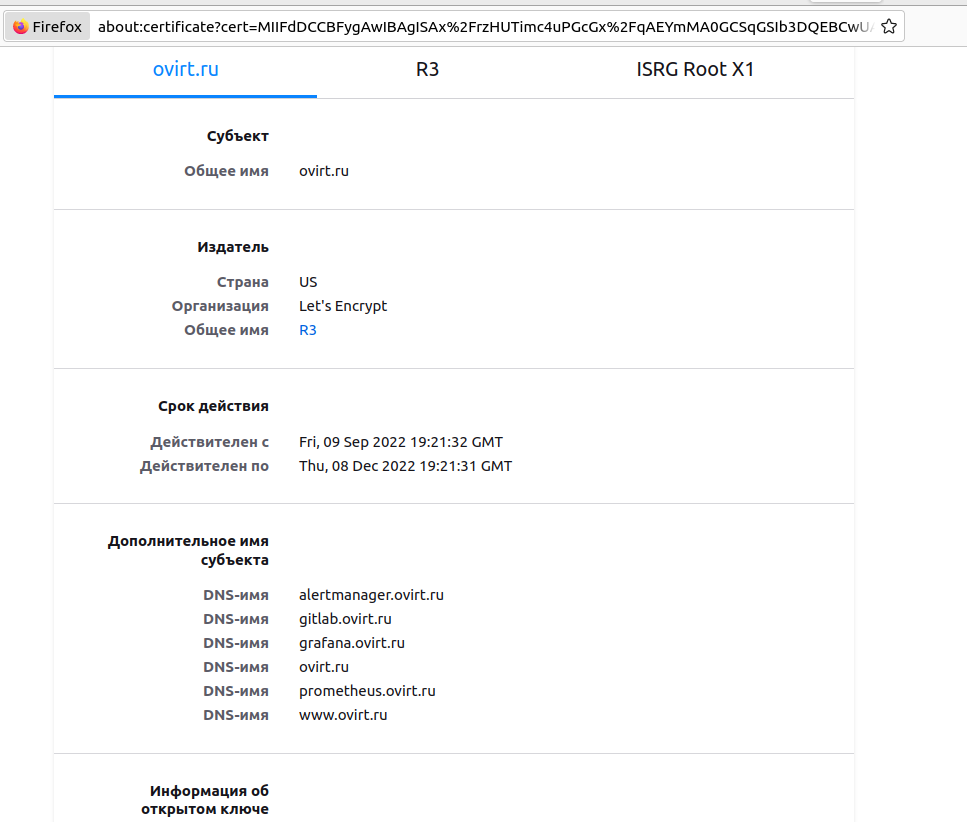 Firefox about:certificate?cert=MIIFdDCCBFygAwIBAgISAx%2FrzHUTimc4uPGcGx%2FqAEYmMA0GCSqGSIb3DQEBCwUA
ovirt.ru R3 ISRG Root X1
Субъект
Общее имя ovirt.ru
Издатель
Страна US
Организация Let's Encrypt
Общее имя R3
Срок действия
Действителен с Fri, 09 Sep 2022 19:21:32 GMT
Действителен по Thu, 08 Dec 2022 19:21:31 GMT
Дополнительное имя
субъекта
DNS-имя alertmanager.ovirt.ru
DNS-имя gitlab.ovirt.ru
DNS-имя grafana.ovirt.ru
DNS-имя ovirt.ru
DNS-имя prometheus.ovirt.ru
DNS-имя www.ovirt.ru
Информация об
открытом ключе